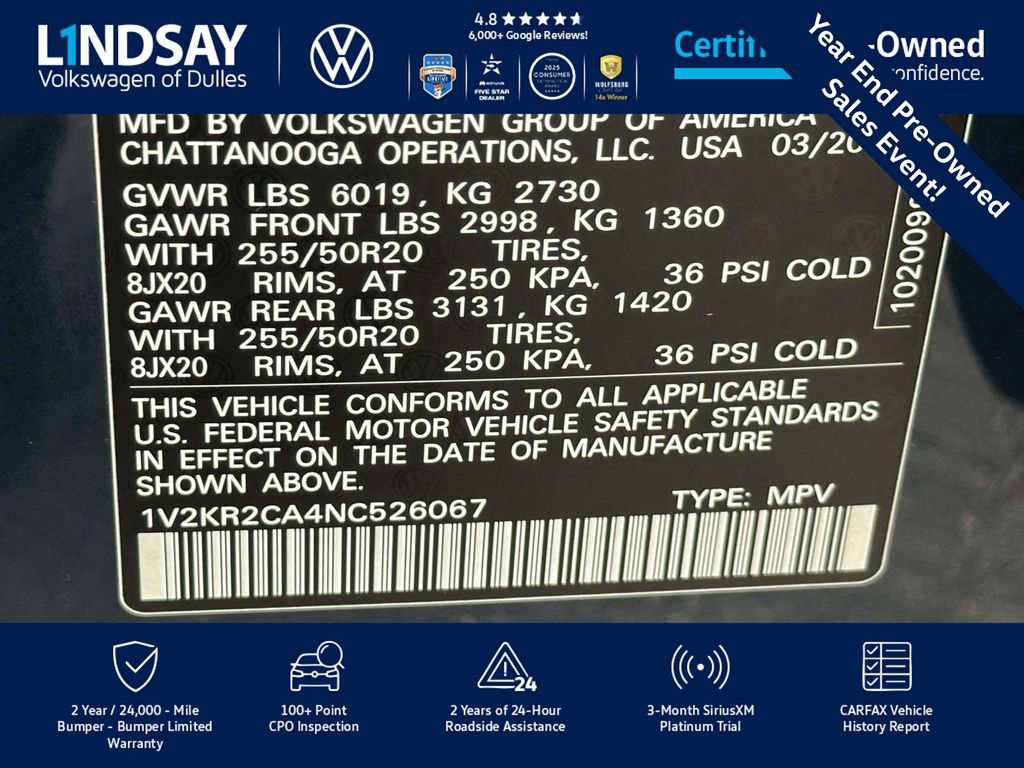 L1NDSAY
Volkswagen of Dulles
4.8
6,000+ Google Reviews!
FIVE STAR
DEALER
2025
CONSUMER
WOLFSBURG
14x Winner
-Owned
onfidence.
Year End Pre-Owned
Sales Event!
MFD BY VOLKSWAGEN GROUP OF AMERICA
CHATTANOOGA OPERATIONS, LLC. USA 03/20
GVWR LBS 6019, KG 2730
GAWR FRONT LBS 2998, KG 1360
WITH 255/50R20 TIRES,
8JX20 RIMS, AT 250 KPA, 36 PSI COLD
GAWR REAR LBS 3131, KG 1420
WITH 255/50R20 TIRES,
8JX20 RIMS, AT 250 KPA, 36 PSI COLD
102009
THIS VEHICLE CONFORMS TO ALL APPLICABLE
U.S. FEDERAL MOTOR VEHICLE SAFETY STANDARDS
IN EFFECT ON THE DATE OF MANUFACTURE
SHOWN ABOVE.
1V2KR2CA4NC526067 TYPE: MPV
24
2 Year / 24,000 - Mile
Bumper - Bumper Limited
Warranty
100+ Point
CPO Inspection
2 Years of 24-Hour
Roadside Assistance
3-Month SiriusXM
Platinum Trial
CARFAX Vehicle
History Report